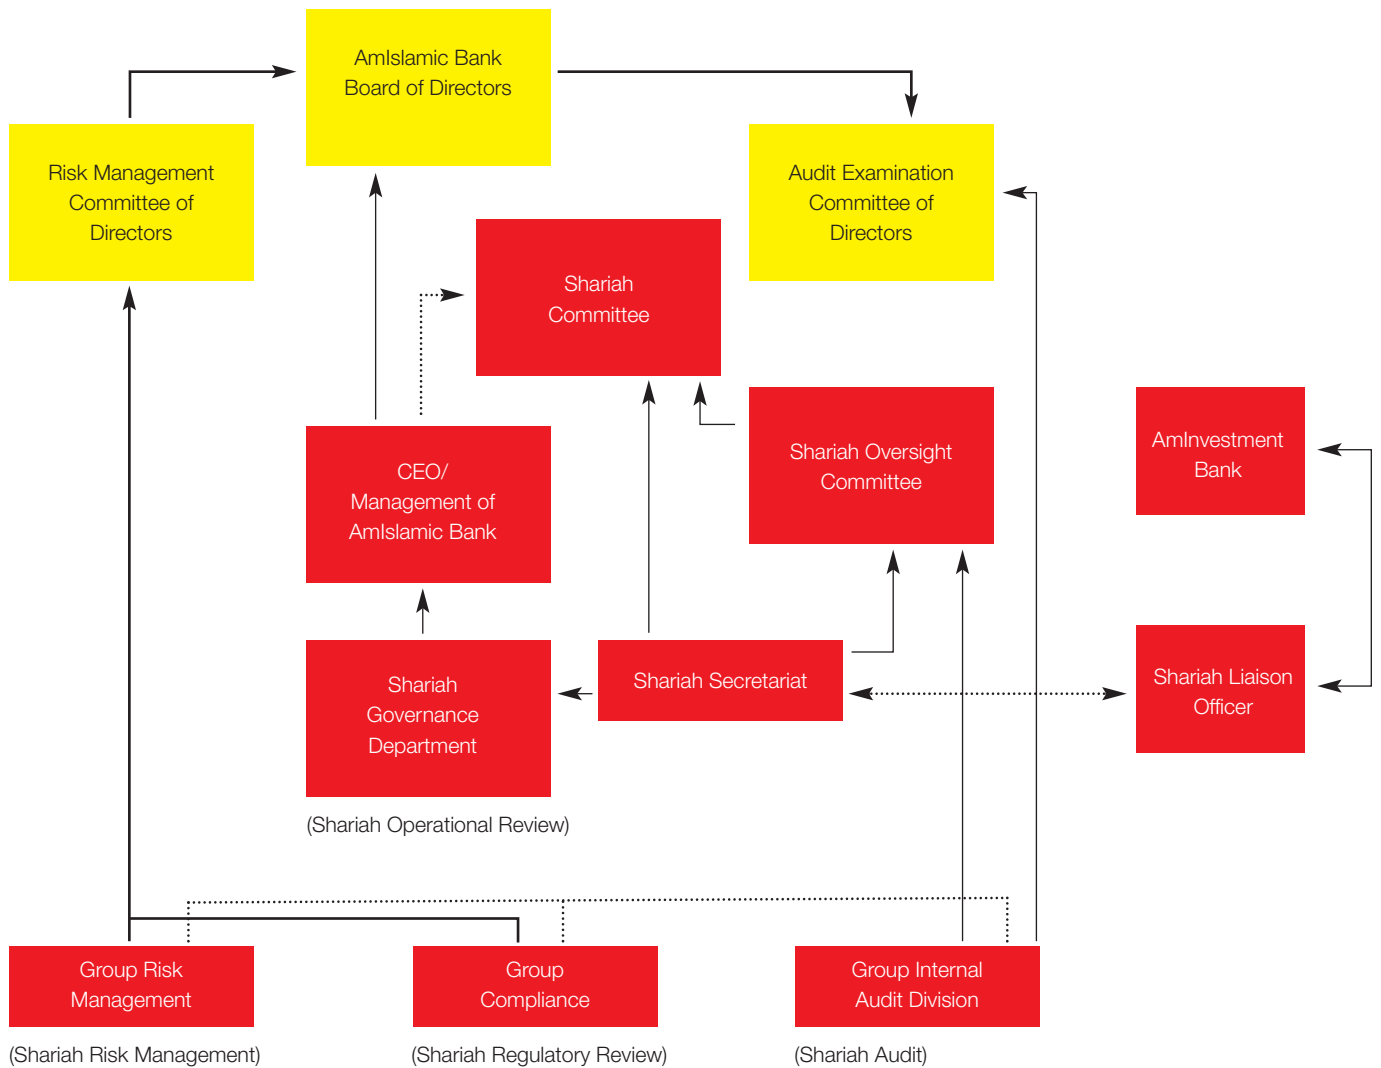 AmIslamic Bank
Board of Directors
Risk Management
Committee of
Directors
Audit Examination
Committee of
Directors
Shariah
Committee
CEO/
Management of
AmIslamic Bank
Shariah Oversight
Committee
AmInvestment
Bank
Shariah
Governance
Department
Shariah Secretariat
Shariah Liaison
Officer
(Shariah Operational Review)
Group Risk
Management
Group
Compliance
Group Internal
Audit Division
(Shariah Risk Management)
(Shariah Regulatory Review)
(Shariah Audit)